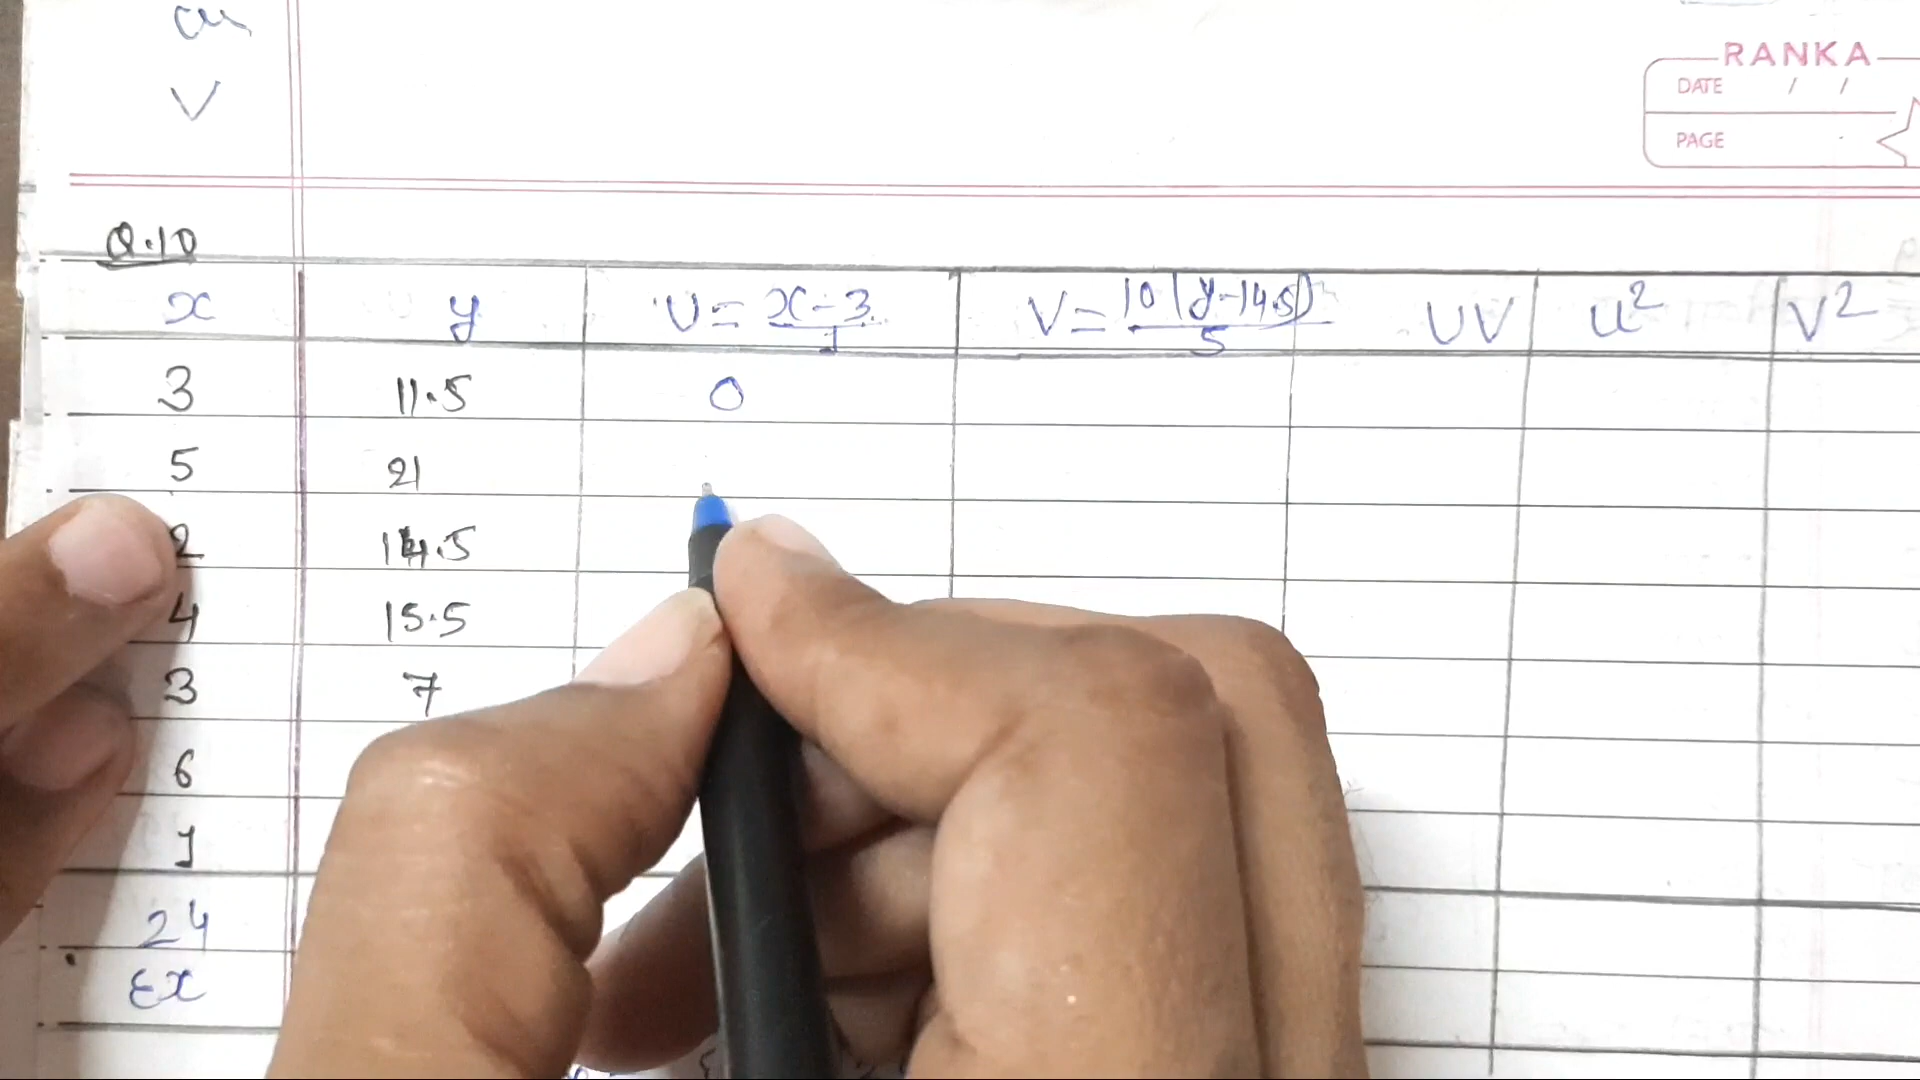 V
RANKA
DATE / /
PAGE
Q.10
x y U = x-3/1 V = 10(y-14.5)/5 UV u² V²
3 11.5 0
5 21
2 14.5
4 15.5
3 7
6
1
24
Σx